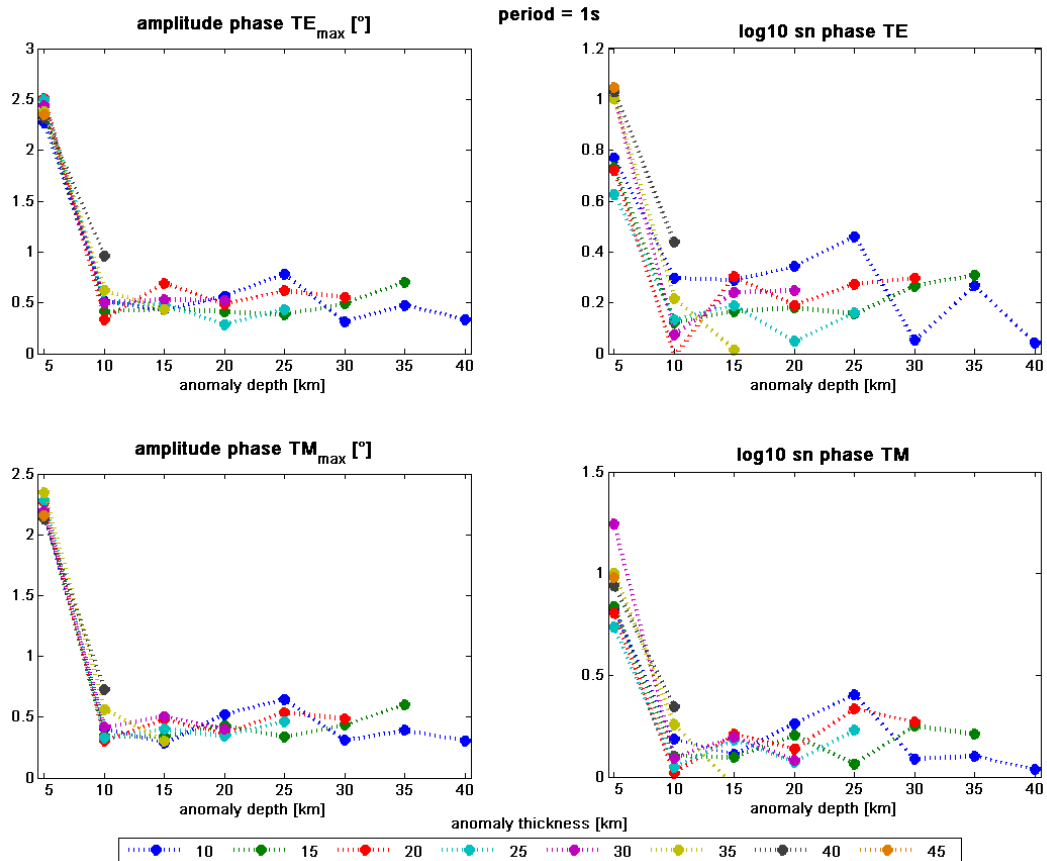 period = 1s
amplitude phase TEmax [°]
3
2.5
2
1.5
1
0.5
0
5 10 15 20 25 30 35 40
anomaly depth [km]
log10 sn phase TE
1.2
1
0.8
0.6
0.4
0.2
0
5 10 15 20 25 30 35 40
anomaly depth [km]
amplitude phase TMmax [°]
2.5
2
1.5
1
0.5
0
5 10 15 20 25 30 35 40
anomaly depth [km]
log10 sn phase TM
1.5
1
0.5
0
5 10 15 20 25 30 35 40
anomaly depth [km]
anomaly thickness [km]
10 15 20 25 30 35 40 45